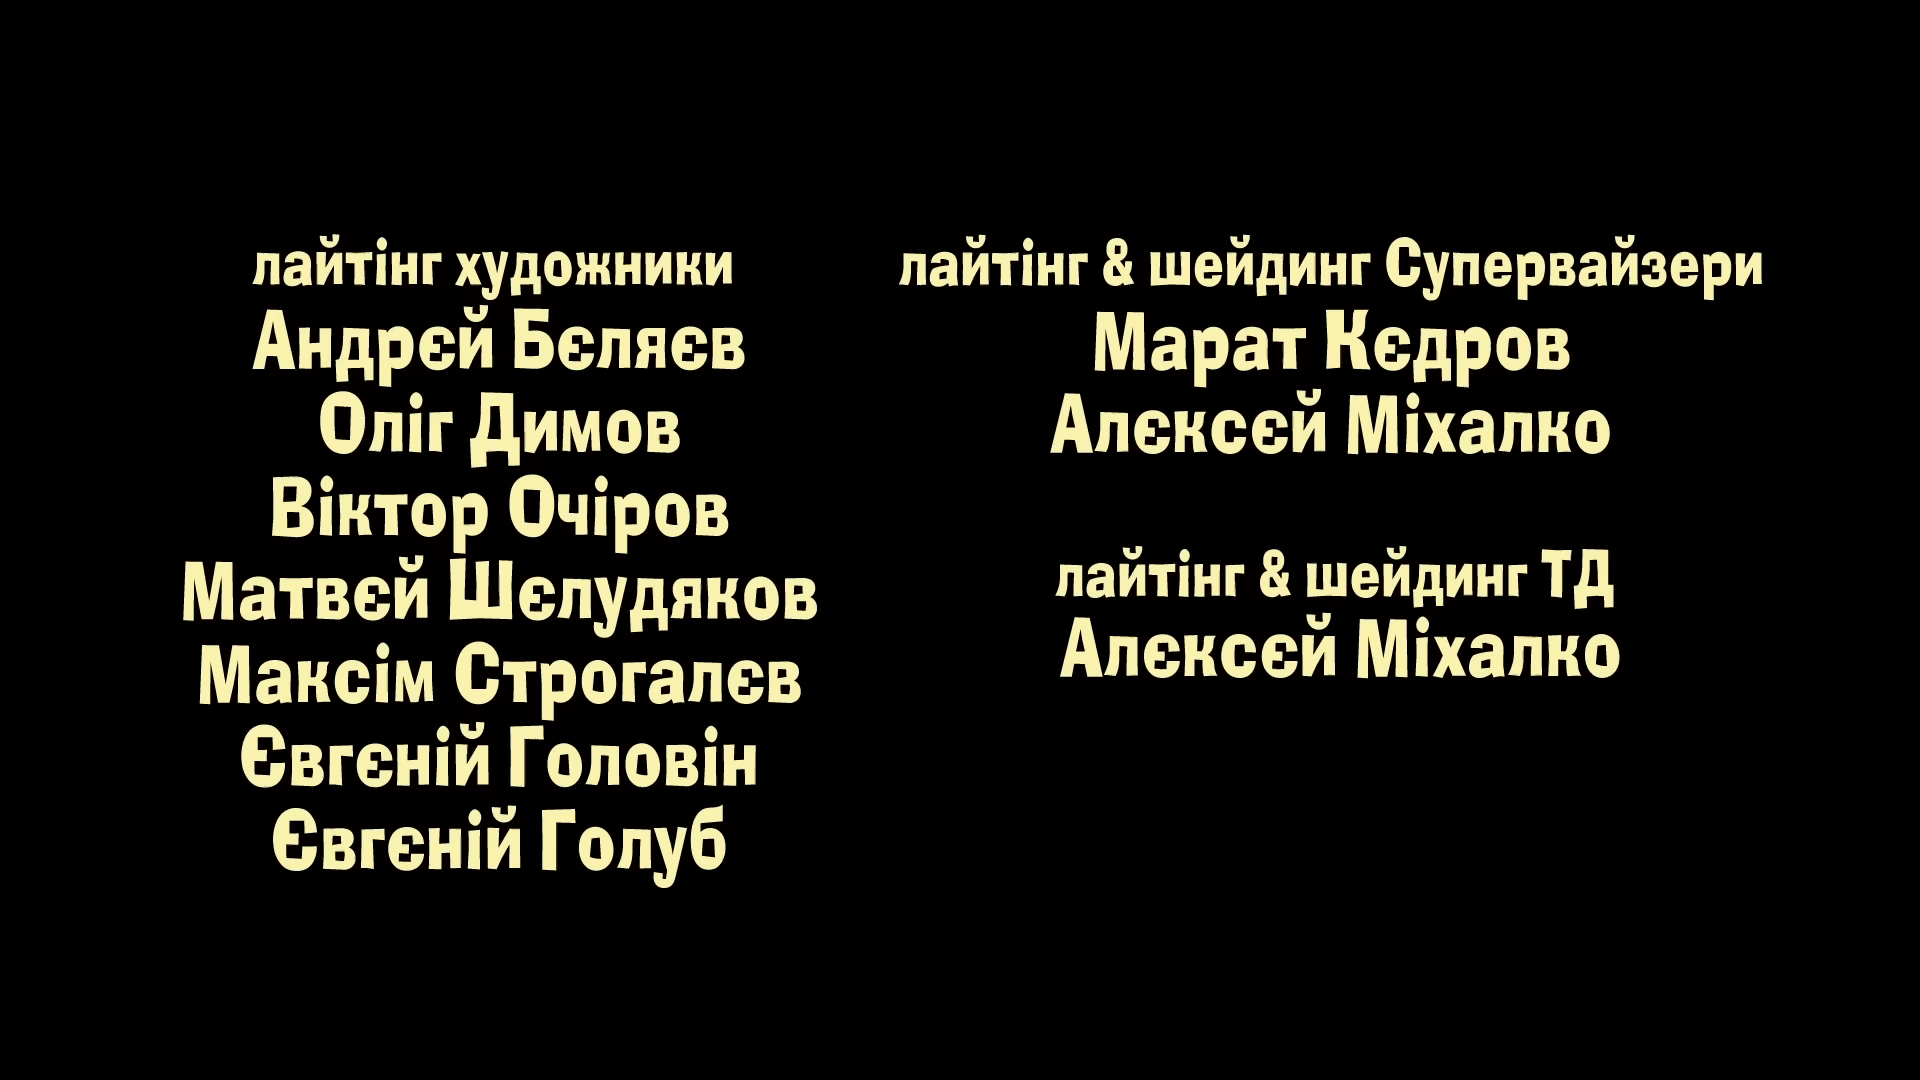 лайтінг художники
Андрєй Бєляєв
Оліг Димов
Віктор Очіров
Матвєй Шєлудяков
Максім Строгалєв
Євгєній Головін
Євгєній Голуб
лайтінг & шейдинг Супервайзери
Марат Кєдров
Алєксєй Міхалко
лайтінг & шейдинг ТД
Алєксєй Міхалко